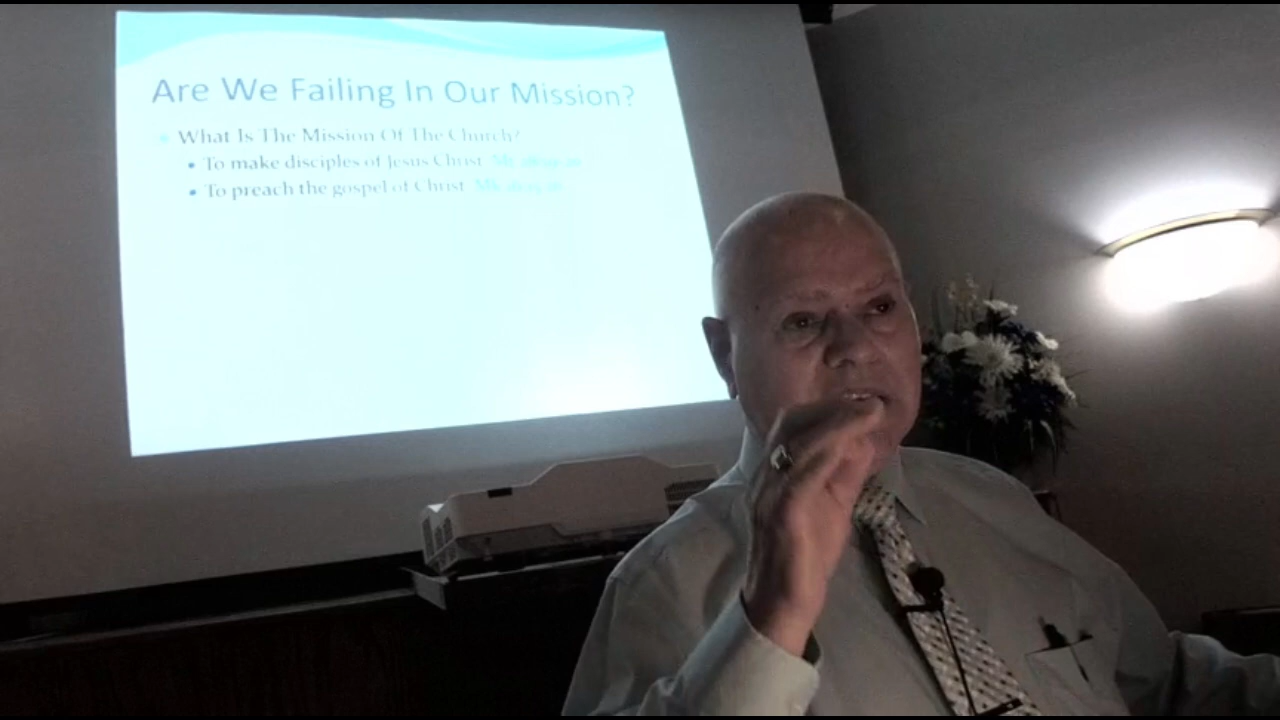 Are We Failing In Our Mission?
What Is The Mission Of The Church?
To make disciples of Jesus Christ
To preach the gospel of Christ